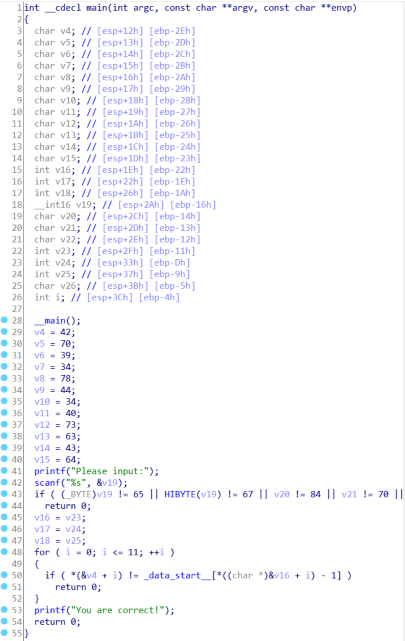 1 int __cdecl main(int argc, const char **argv, const char **envp)
2 {
3 char v4; // [esp+12h] [ebp-2Eh]
4 char v5; // [esp+13h] [ebp-2Dh]
5 char v6; // [esp+14h] [ebp-2Ch]
6 char v7; // [esp+15h] [ebp-2Bh]
7 char v8; // [esp+16h] [ebp-2Ah]
8 char v9; // [esp+17h] [ebp-29h]
9 char v10; // [esp+18h] [ebp-28h]
10 char v11; // [esp+19h] [ebp-27h]
11 char v12; // [esp+1Ah] [ebp-26h]
12 char v13; // [esp+1Bh] [ebp-25h]
13 char v14; // [esp+1Ch] [ebp-24h]
14 char v15; // [esp+1Dh] [ebp-23h]
15 int v16; // [esp+1Eh] [ebp-22h]
16 int v17; // [esp+22h] [ebp-1Eh]
17 int v18; // [esp+26h] [ebp-1Ah]
18 __int16 v19; // [esp+2Ah] [ebp-16h]
19 char v20; // [esp+2Ch] [ebp-14h]
20 char v21; // [esp+2Dh] [ebp-13h]
21 char v22; // [esp+2Eh] [ebp-12h]
22 int v23; // [esp+2Fh] [ebp-11h]
23 int v24; // [esp+33h] [ebp-Dh]
24 int v25; // [esp+37h] [ebp-9h]
25 char v26; // [esp+3Bh] [ebp-5h]
26 int i; // [esp+3Ch] [ebp-4h]
27
28 __main();
29 v4 = 42;
30 v5 = 70;
31 v6 = 39;
32 v7 = 34;
33 v8 = 78;
34 v9 = 44;
35 v10 = 34;
36 v11 = 40;
37 v12 = 73;
38 v13 = 63;
39 v14 = 43;
40 v15 = 64;
41 printf("Please input:");
42 scanf("%s", &v19);
43 if ( (_BYTE)v19 != 65 || HIBYTE(v19) != 67 || v20 != 84 || v21 != 70 ||
44 return 0;
45 v16 = v23;
46 v17 = v24;
47 v18 = v25;
48 for ( i = 0; i <= 11; ++i )
49 {
50 if ( *(&v4 + i) != _data_start__[*((char *)&v16 + i) - 1] )
51 return 0;
52 }
53 printf("You are correct!");
54 return 0;
55 }